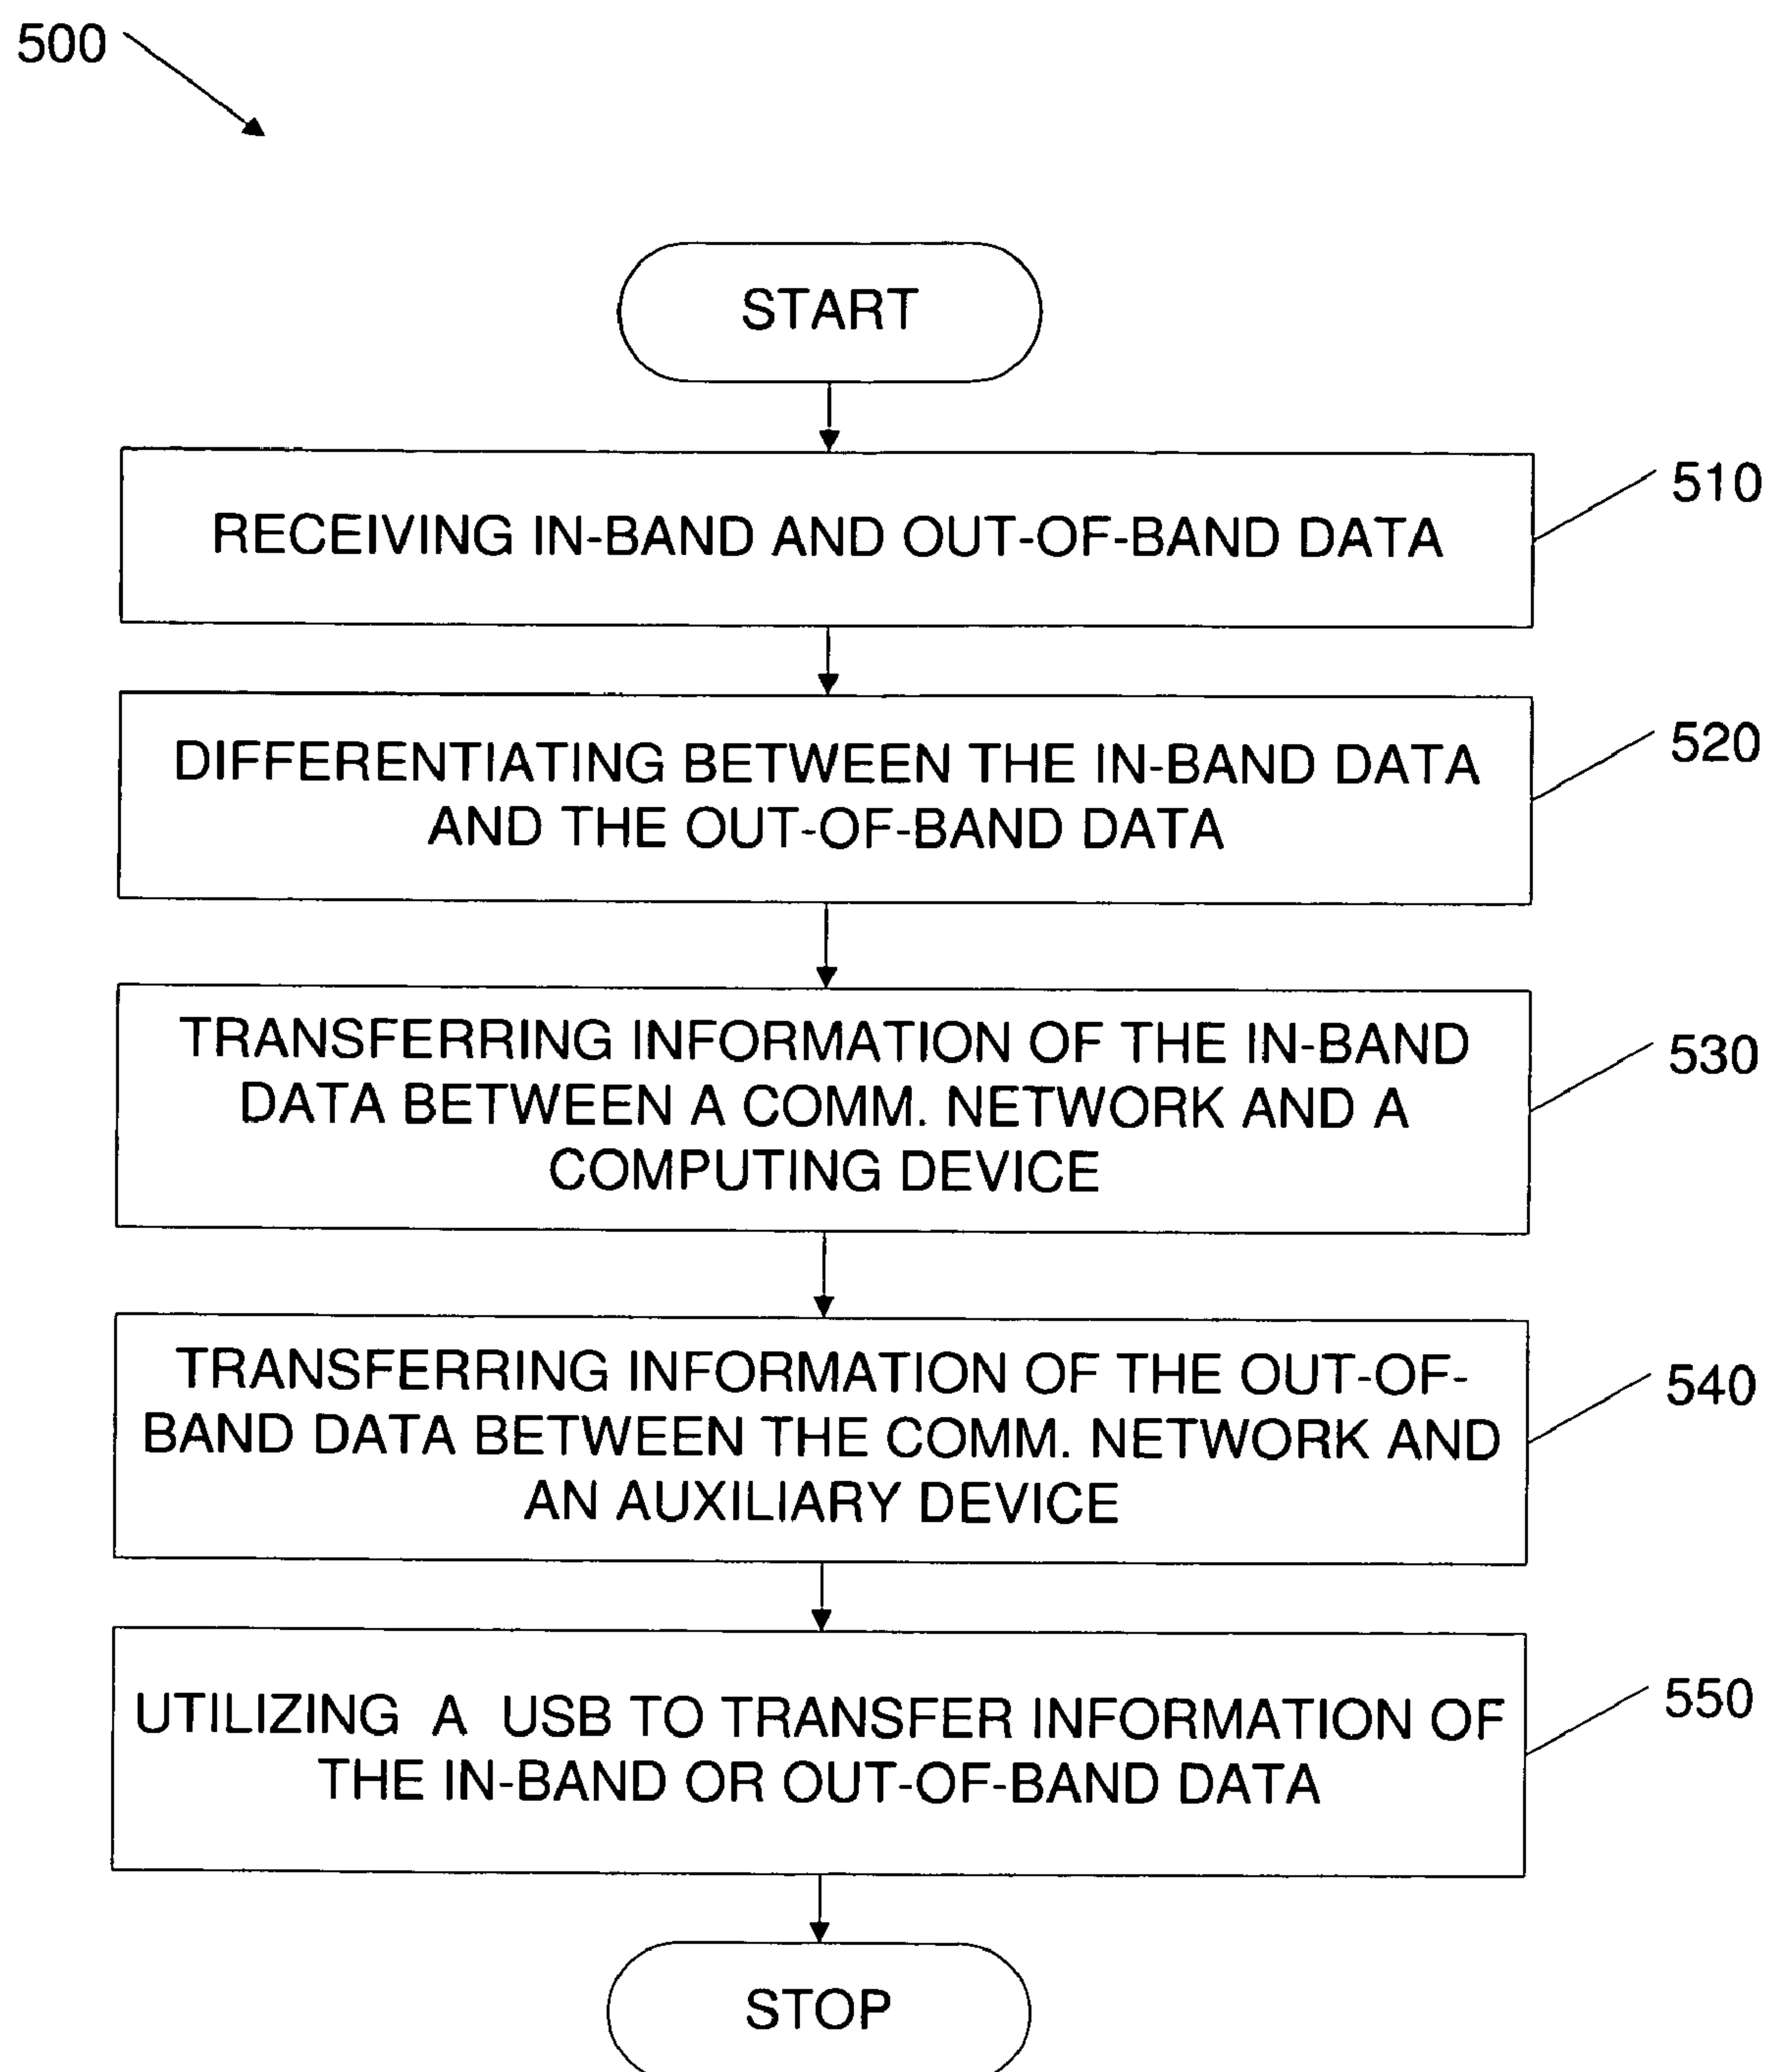 500
START
RECEIVING IN-BAND AND OUT-OF-BAND DATA
510
DIFFERENTIATING BETWEEN THE IN-BAND DATA
AND THE OUT-OF-BAND DATA
520
TRANSFERRING INFORMATION OF THE IN-BAND
DATA BETWEEN A COMM. NETWORK AND A
COMPUTING DEVICE
530
TRANSFERRING INFORMATION OF THE OUT-OF-
BAND DATA BETWEEN THE COMM. NETWORK AND
AN AUXILIARY DEVICE
540
UTILIZING A USB TO TRANSFER INFORMATION OF
THE IN-BAND OR OUT-OF-BAND DATA
550
STOP